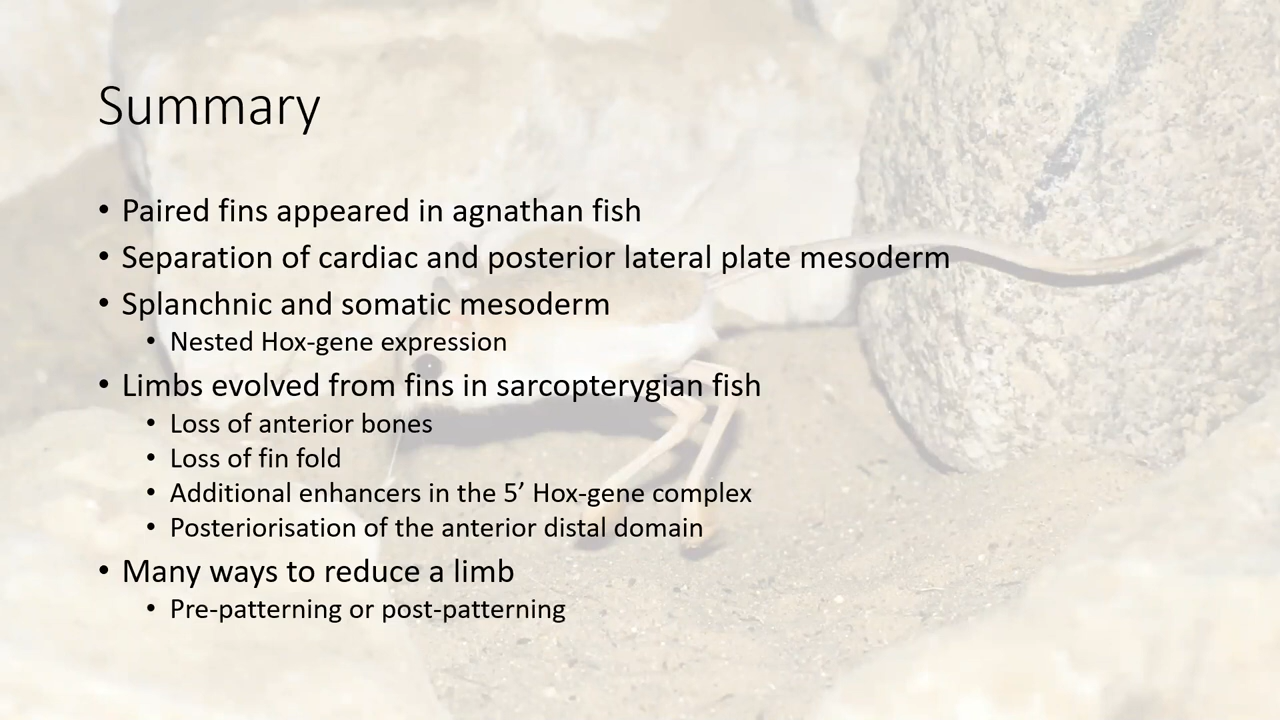 Summary
• Paired fins appeared in agnathan fish
• Separation of cardiac and posterior lateral plate mesoderm
• Splanchnic and somatic mesoderm
• Nested Hox-gene expression
• Limbs evolved from fins in sarcopterygian fish
• Loss of anterior bones
• Loss of fin fold
• Additional enhancers in the 5’ Hox-gene complex
• Posteriorisation of the anterior distal domain
• Many ways to reduce a limb
• Pre-patterning or post-patterning